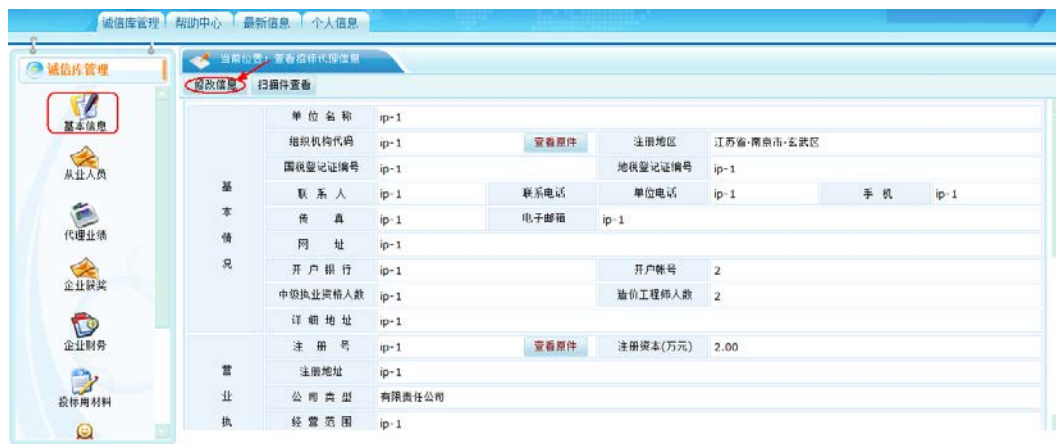 诚信库管理 帮助中心 最新信息 个人信息
诚信库管理
当前位置：查看招标代理信息
修改信息 扫描件查看
基本信息
从业人员
代理业绩
企业获奖
企业财务
投标用材料
基本情况
单位名称 ip-1
组织机构代码 ip-1 查看原件 注册地区 江苏省·南京市·玄武区
国税登记证编号 ip-1 地税登记证编号 ip-1
联系人 ip-1 联系电话 单位电话 ip-1 手机 ip-1
传真 ip-1 电子邮箱 ip-1
网址 ip-1
开户银行 ip-1 开户帐号 2
中级执业资格人数 ip-1 造价工程师人数 2
详细地址 ip-1
营业执
注册号 ip-1 查看原件 注册资本(万元) 2.00
注册地址 ip-1
公司类型 有限责任公司
经营范围 ip-1